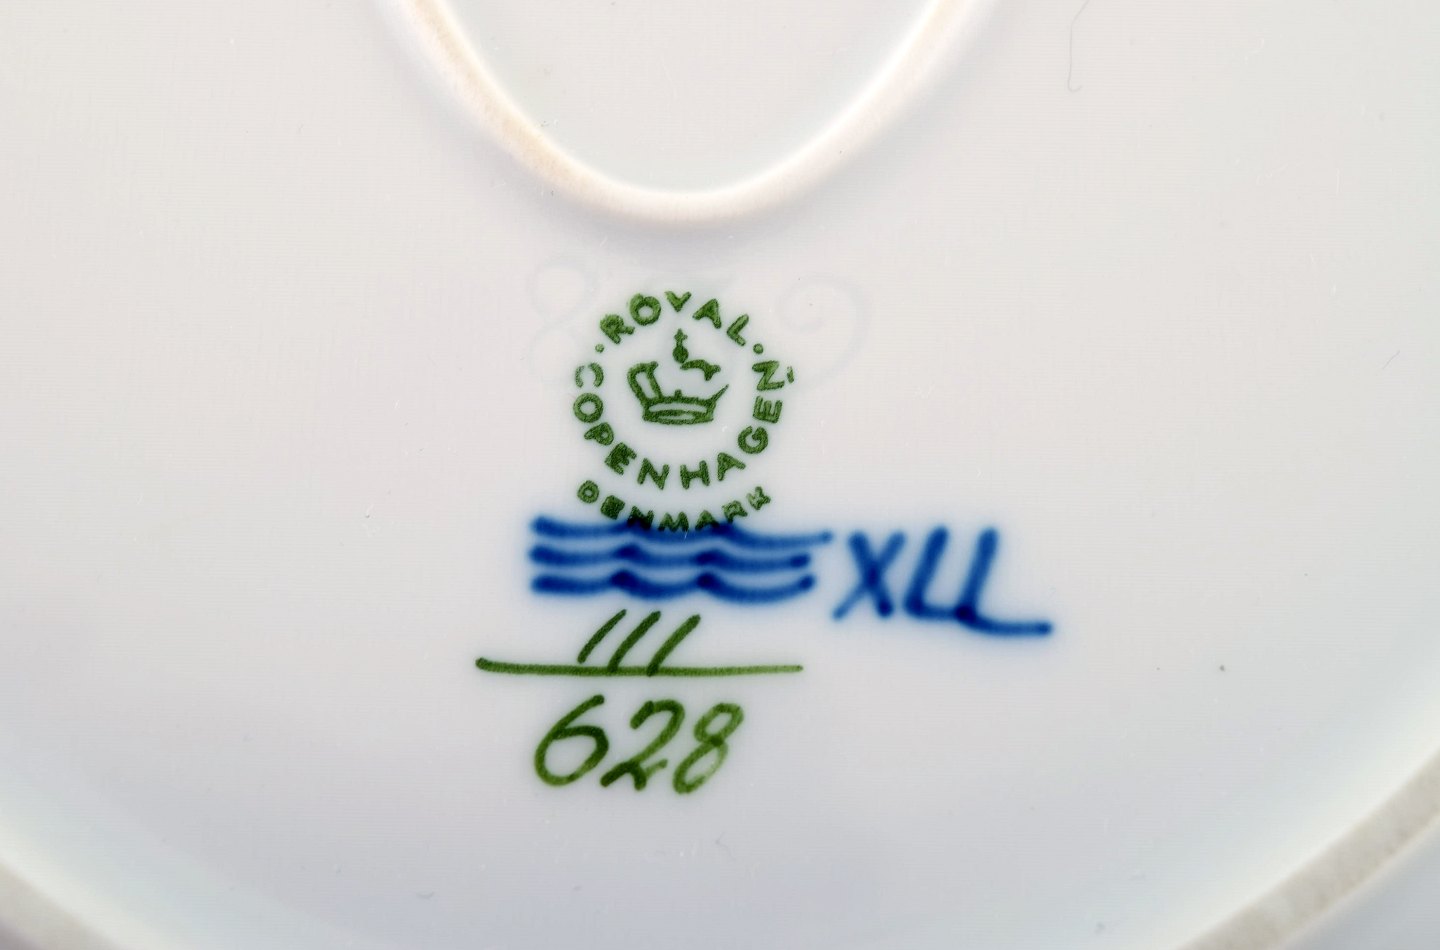 · ROYAL ·
COPENHAGEN
DENMARK
XLL
111
628